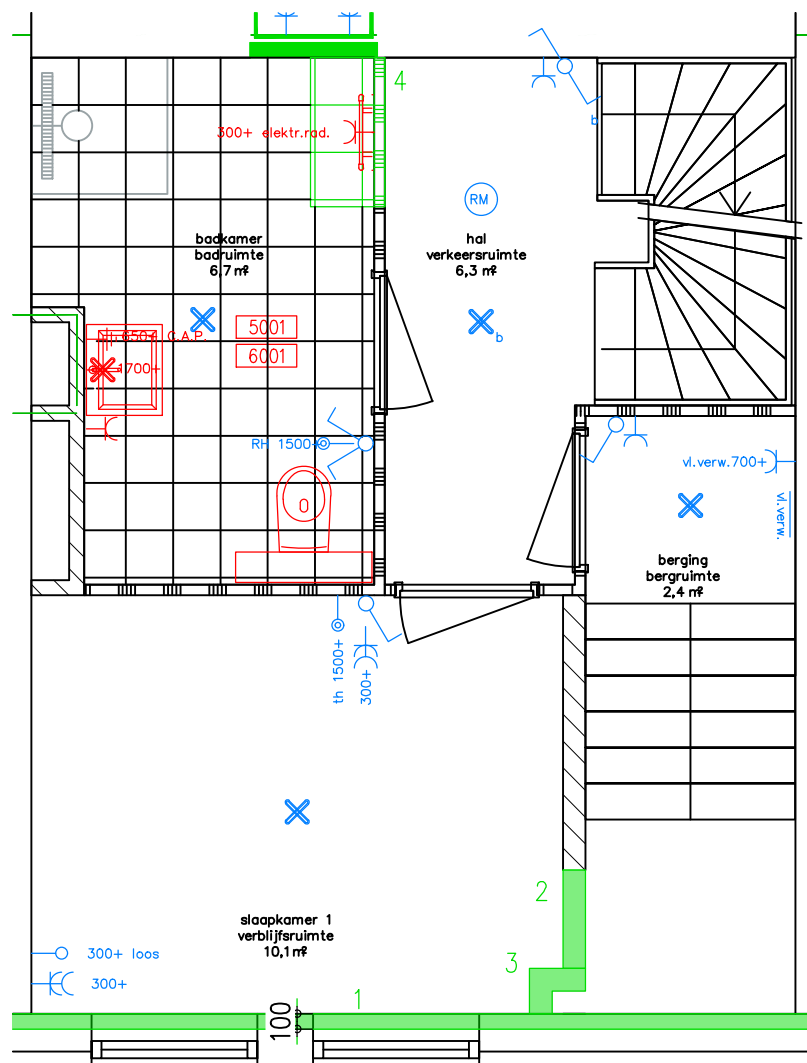 4
300+ elektr.rad.
b
RM
badkamer
badruimte
6,7 m²
hal
verkeersruimte
6,3 m²
b
5001
6001
650+ C.A.P.
1700+
RH 1500+
vl.verw.700+
vl.verw.
berging
bergruimte
2,4 m²
th 1500+
300+
2
slaapkamer 1
verblijfsruimte
10,1 m²
3
300+ loos
300+
1
100